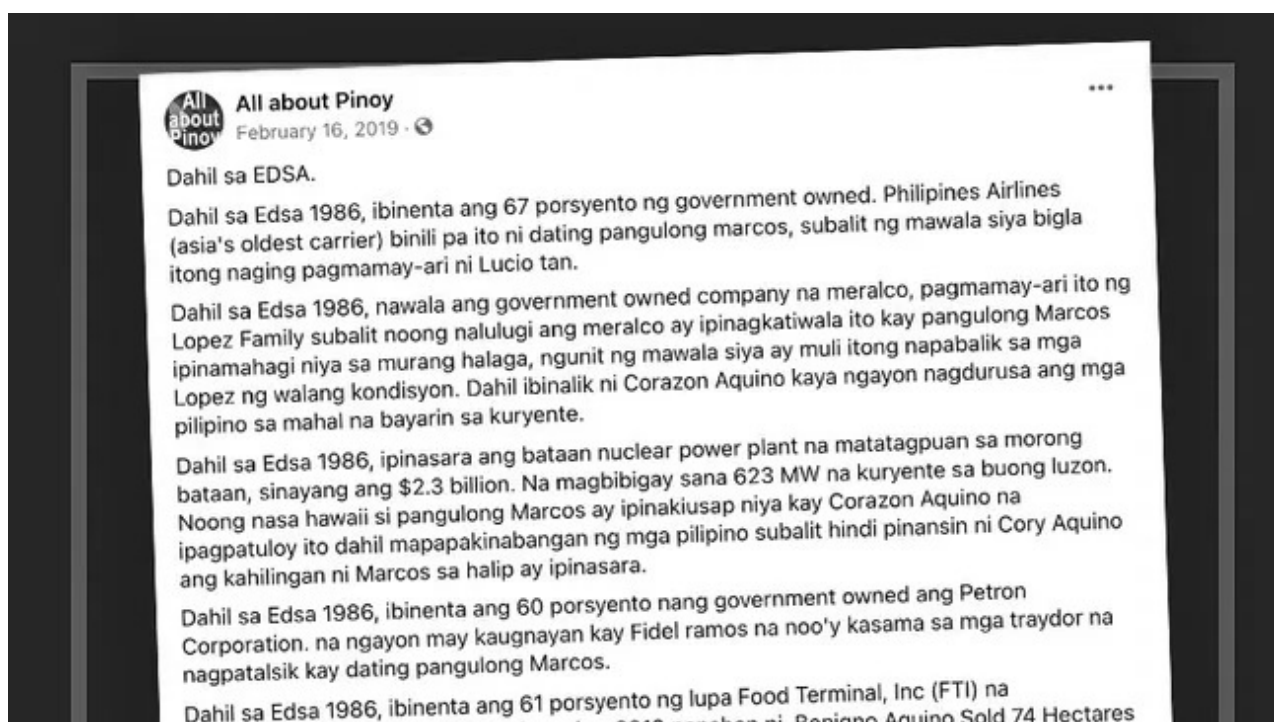 All
about
Pinoy
All about Pinoy
February 16, 2019 ·
Dahil sa EDSA.
Dahil sa Edsa 1986, ibinenta ang 67 porsyento ng government owned. Philipines Airlines
(asia's oldest carrier) binili pa ito ni dating pangulong marcos, subalit ng mawala siya bigla
itong naging pagmamay-ari ni Lucio tan.
Dahil sa Edsa 1986, nawala ang government owned company na meralco, pagmamay-ari ito ng
Lopez Family subalit noong nalulugi ang meralco ay ipinagkatiwala ito kay pangulong Marcos
ipinamahagi niya sa murang halaga, ngunit ng mawala siya ay muli itong napabalik sa mga
Lopez ng walang kondisyon. Dahil ibinalik ni Corazon Aquino kaya ngayon nagdurusa ang mga
pilipino sa mahal na bayarin sa kuryente.
Dahil sa Edsa 1986, ipinasara ang bataan nuclear power plant na matatagpuan sa morong
bataan, sinayang ang $2.3 billion. Na magbibigay sana 623 MW na kuryente sa buong luzon.
Noong nasa hawaii si pangulong Marcos ay ipinakiusap niya kay Corazon Aquino na
ipagpatuloy ito dahil mapapakinabangan ng mga pilipino subalit hindi pinansin ni Cory Aquino
ang kahilingan ni Marcos sa halip ay ipinasara.
Dahil sa Edsa 1986, ibinenta ang 60 porsyento nang government owned ang Petron
Corporation. na ngayon may kaugnayan kay Fidel ramos na noo'y kasama sa mga traydor na
nagpatalsik kay dating pangulong Marcos.
Dahil sa Edsa 1986, ibinenta ang 61 porsyento ng lupa Food Terminal, Inc (FTI) na
Benigno Aquino Sold 74 Hectares